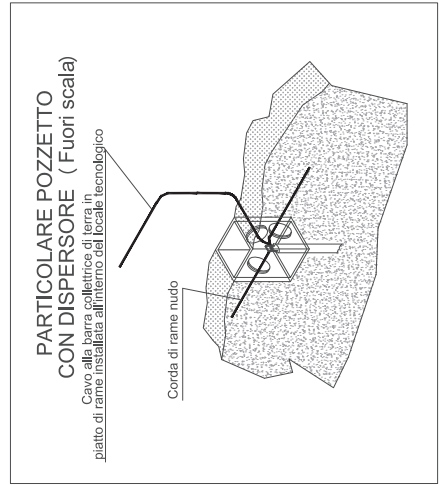 PARTICOLARE POZZETTO
CON DISPERSORE ( Fuori scala)
Cavo alla barra collettrice di terra in
piatto di rame installata all'interno del locale tecnologico
Corda di rame nudo